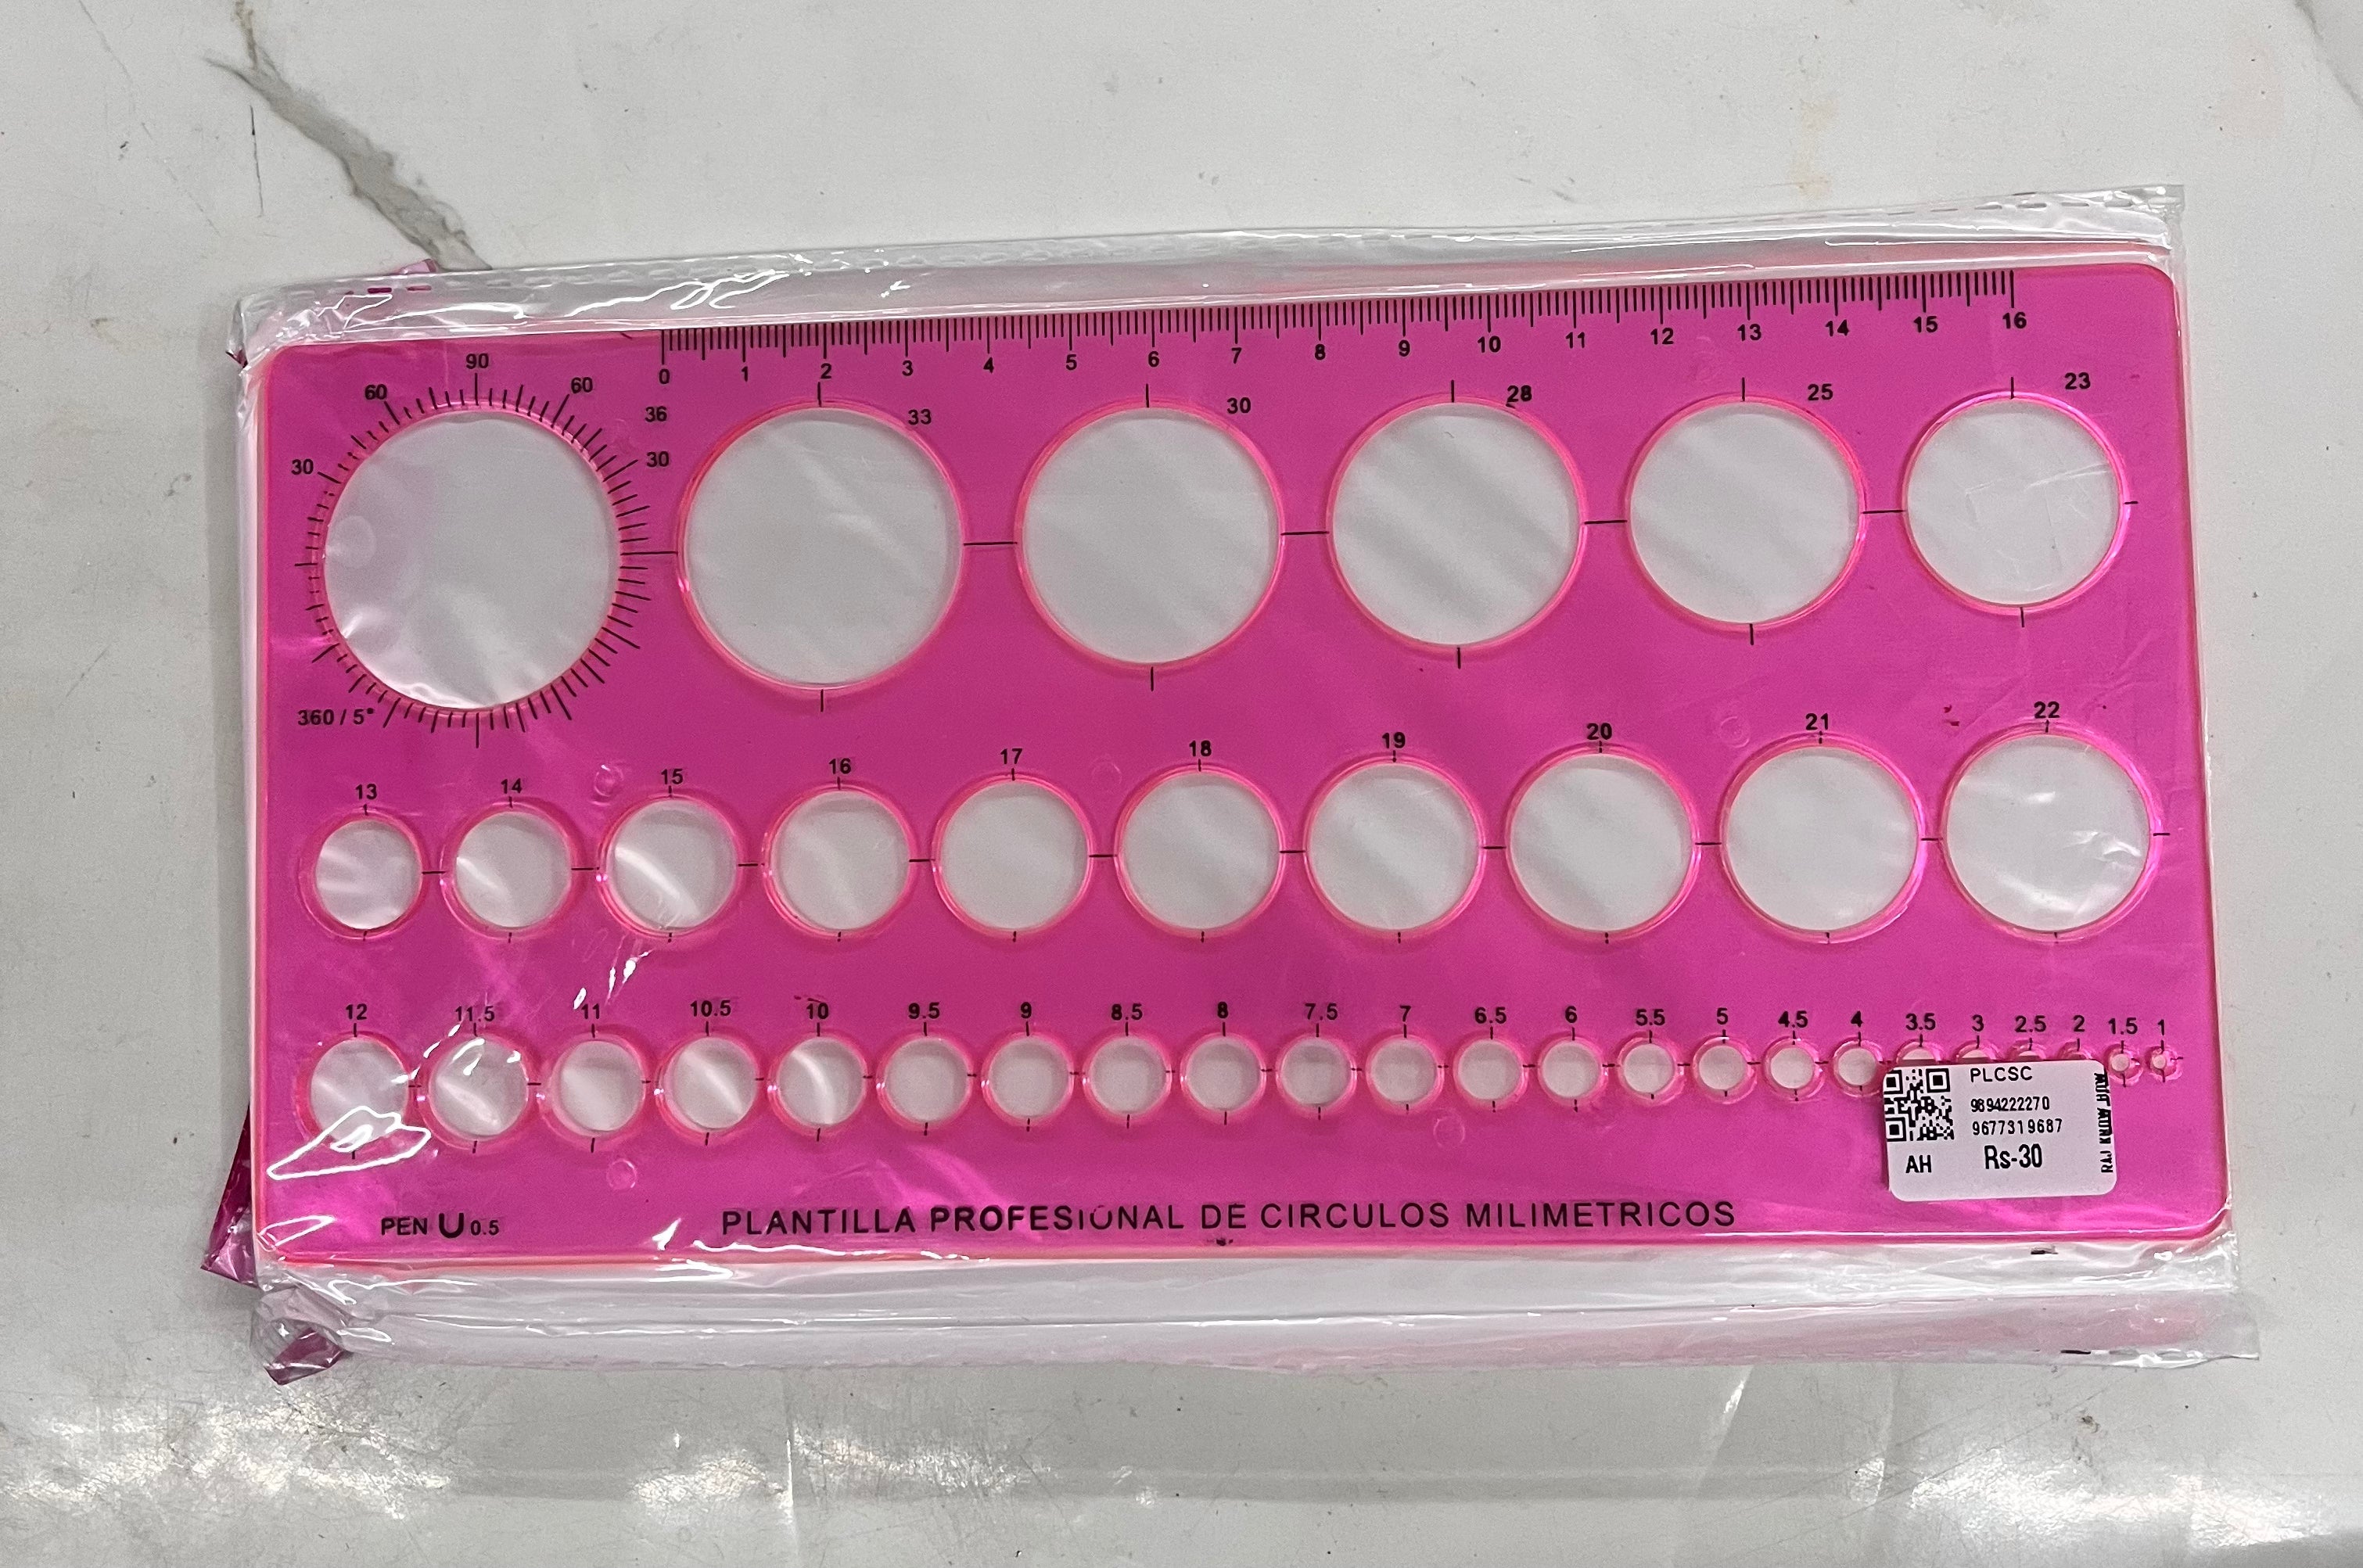 0 1 2 3 4 5 6 7 8 9 10 11 12 13 14 15 16
90
60 60
30 30
360 / 5°
36 33 30 28 25 23
13 14 15 16 17 18 19 20 21 22
12 11.5 11 10.5 10 9.5 9 8.5 8 7.5 7 6.5 6 5.5 5 4.5 4 3.5 3 2.5 2 1.5 1
PLCSC
9894222270
9677319687
AH Rs-30
PEN U 0.5
PLANTILLA PROFESIONAL DE CIRCULOS MILIMETRICOS